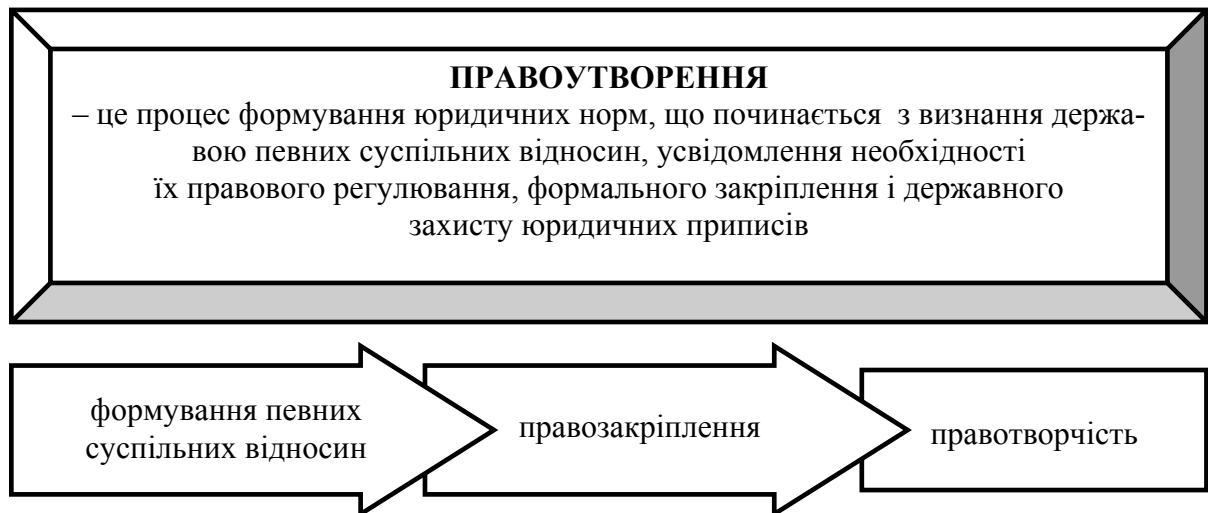 ПРАВОУТВОРЕННЯ
– це процес формування юридичних норм, що починається з визнання держа-
вою певних суспільних відносин, усвідомлення необхідності
їх правового регулювання, формального закріплення і державного
захисту юридичних приписів
формування певних
суспільних відносин
правозакріплення
правотворчість